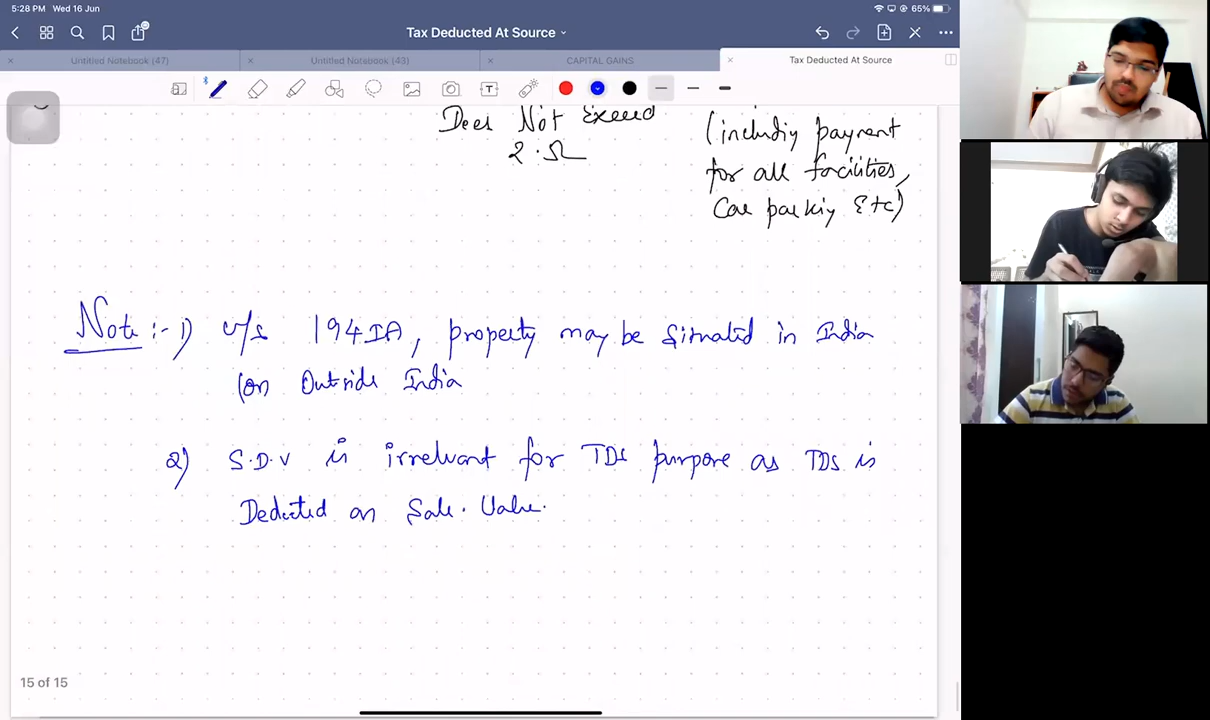 5:28 PM Wed 16 Jun
65%
Tax Deducted At Source
Untitled Notebook (47)
Untitled Notebook (43)
CAPITAL GAINS
Tax Deducted At Source
Does Not Exceed
2.
(including payment
for all facilities,
Car parking Etc)
Note :- 1) u/s 194IA, property may be situated in India
(or) Outside India
2) S.D.V is irrelevant for TDS purpose as TDS is
Deducted on Sale. Value.
15 of 15